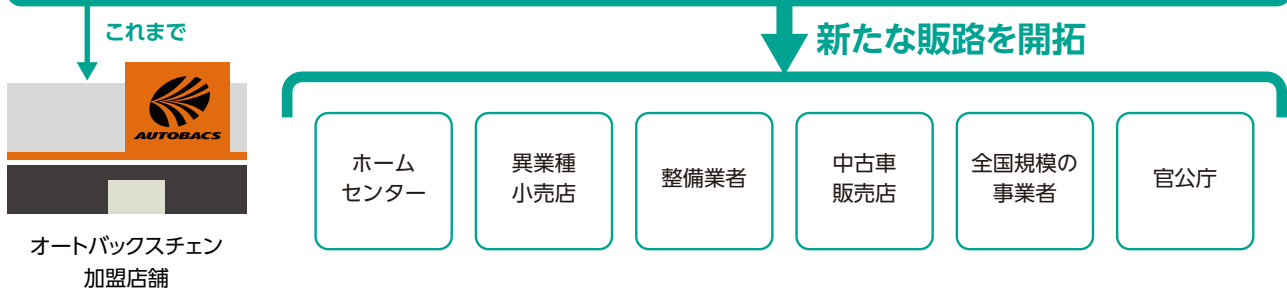 これまで
新たな販路を開拓
AUTOBACS
オートバックスチェン
加盟店舗
ホーム
センター
異業種
小売店
整備業者
中古車
販売店
全国規模の
事業者
官公庁